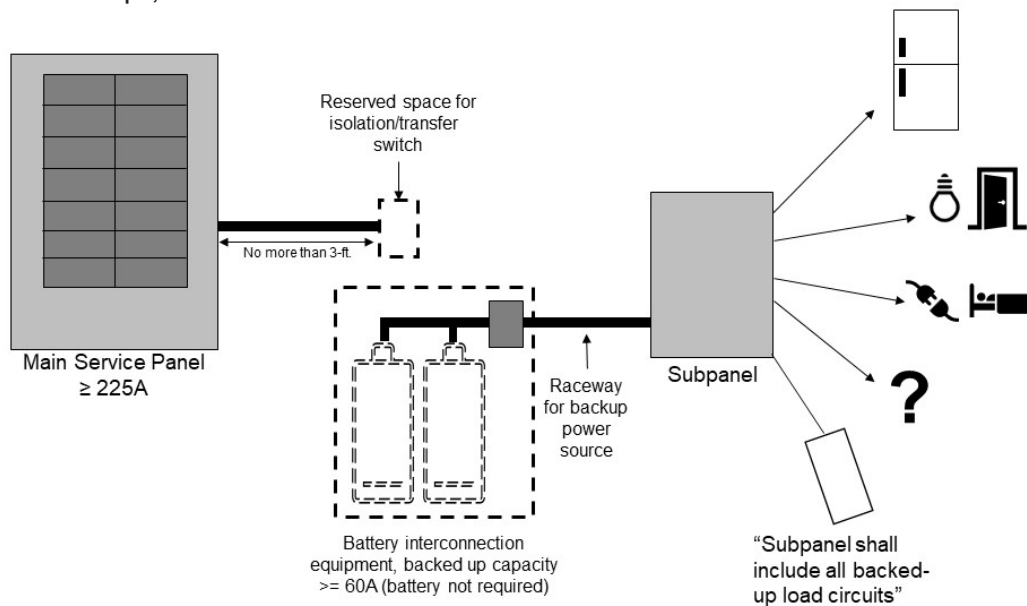 Reserved space for
isolation/transfer
switch
No more than 3-ft.
Main Service Panel
≥ 225A
Subpanel
Raceway
for backup
power
source
?
Battery interconnection
equipment, backed up capacity
>= 60A (battery not required)
“Subpanel shall
include all backed-
up load circuits”